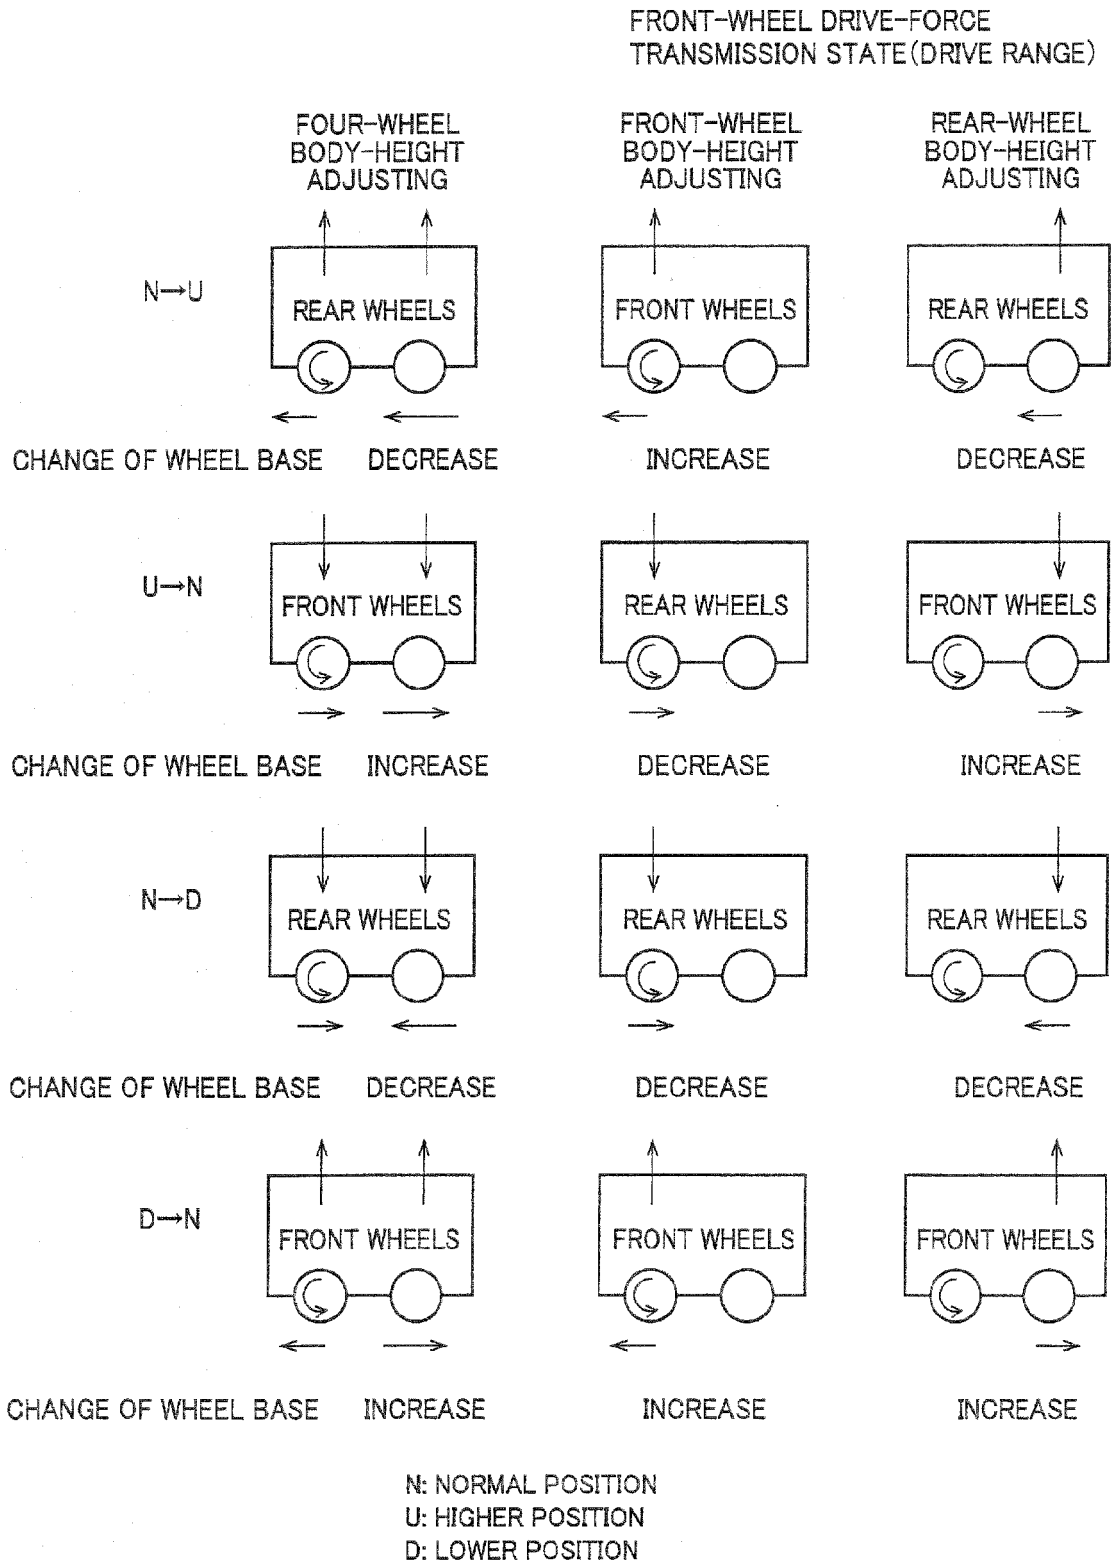 FRONT-WHEEL DRIVE-FORCE
TRANSMISSION STATE(DRIVE RANGE)
FOUR-WHEEL
BODY-HEIGHT
ADJUSTING
FRONT-WHEEL
BODY-HEIGHT
ADJUSTING
REAR-WHEEL
BODY-HEIGHT
ADJUSTING
N→U
REAR WHEELS
FRONT WHEELS
REAR WHEELS
CHANGE OF WHEEL BASE DECREASE INCREASE DECREASE
U→N
FRONT WHEELS
REAR WHEELS
FRONT WHEELS
CHANGE OF WHEEL BASE INCREASE DECREASE INCREASE
N→D
REAR WHEELS
REAR WHEELS
REAR WHEELS
CHANGE OF WHEEL BASE DECREASE DECREASE DECREASE
D→N
FRONT WHEELS
FRONT WHEELS
FRONT WHEELS
CHANGE OF WHEEL BASE INCREASE INCREASE INCREASE
N: NORMAL POSITION
U: HIGHER POSITION
D: LOWER POSITION